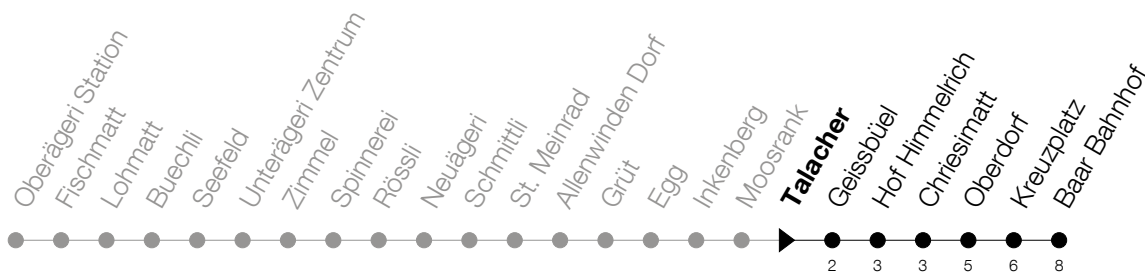 Oberägeri Station
Fischmatt
Lohmatt
Buechli
Seefeld
Unterägeri Zentrum
Zimmel
Spinnerei
Rössli
Neuägeri
Schmittli
St. Meinrad
Allenwinden Dorf
Grüt
Egg
Inkenberg
Moosrank
Talacher
Geissbüel
Hof Himmelrich
Chriesimatt
Oberdorf
Kreuzplatz
Baar Bahnhof
2 3 3 5 6 8